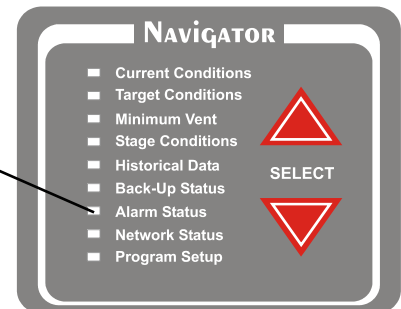 Navigator
Current Conditions
Target Conditions
Minimum Vent
Stage Conditions
Historical Data
SELECT
Back-Up Status
Alarm Status
Network Status
Program Setup